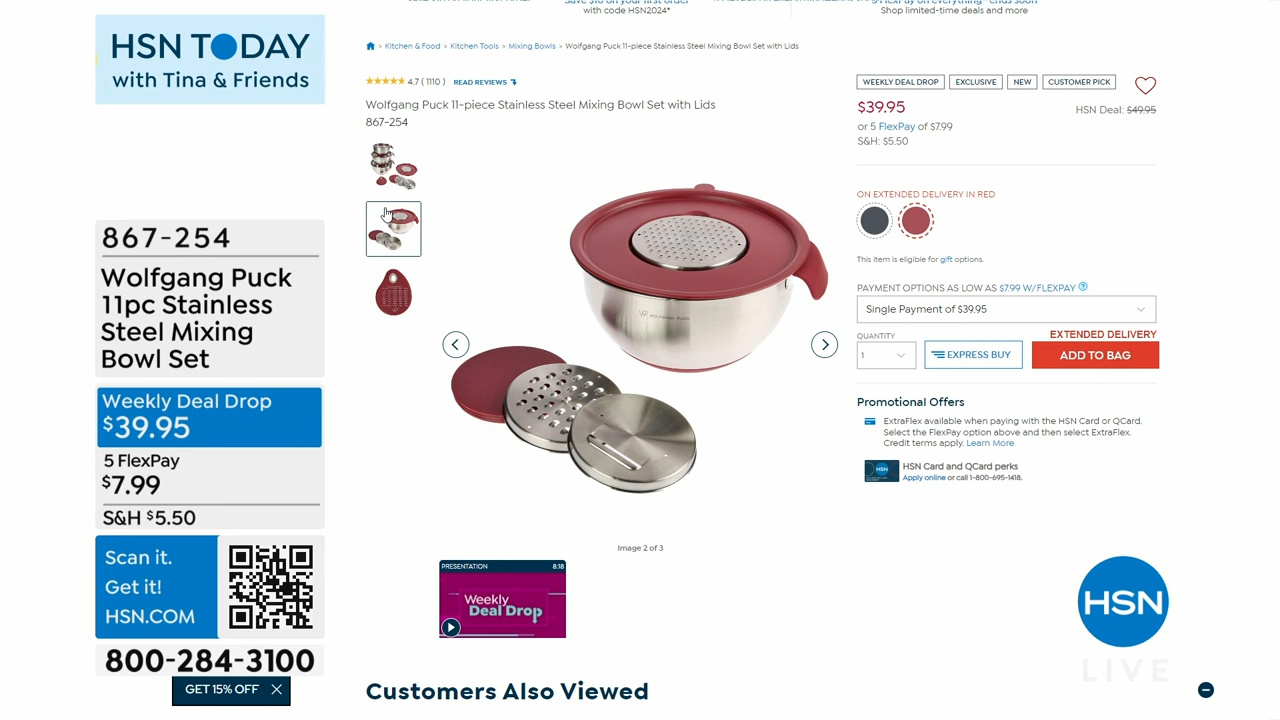 with code HSN2024*
Shop limited-time deals and more
HSN TODAY
with Tina & Friends
> Kitchen & Food > Kitchen Tools > Mixing Bowls > Wolfgang Puck 11-piece Stainless Steel Mixing Bowl Set with Lids
4.7 ( 1110 ) READ REVIEWS
Wolfgang Puck 11-piece Stainless Steel Mixing Bowl Set with Lids
867-254
WEEKLY DEAL DROP EXCLUSIVE NEW CUSTOMER PICK
$39.95
HSN Deal: $49.95
or 5 FlexPay of $7.99
S&H: $5.50
ON EXTENDED DELIVERY IN RED
This item is eligible for gift options.
PAYMENT OPTIONS AS LOW AS $7.99 W/FLEXPAY ?
Single Payment of $39.95
QUANTITY
EXTENDED DELIVERY
1
EXPRESS BUY
ADD TO BAG
Promotional Offers
ExtraFlex available when paying with the HSN Card or QCard.
Select the FlexPay option above and then select ExtraFlex.
Credit terms apply. Learn More
HSN
HSN Card and QCard perks
Apply online or call 1-800-695-1418.
WOLFGANG PUCK
Image 2 of 3
PRESENTATION 8:18
Weekly
Deal Drop
867-254
Wolfgang Puck
11pc Stainless
Steel Mixing
Bowl Set
Weekly Deal Drop
$39.95
5 FlexPay
$7.99
S&H $5.50
Scan it.
Get it!
HSN.COM
800-284-3100
GET 15% OFF
Customers Also Viewed
HSN
LIVE